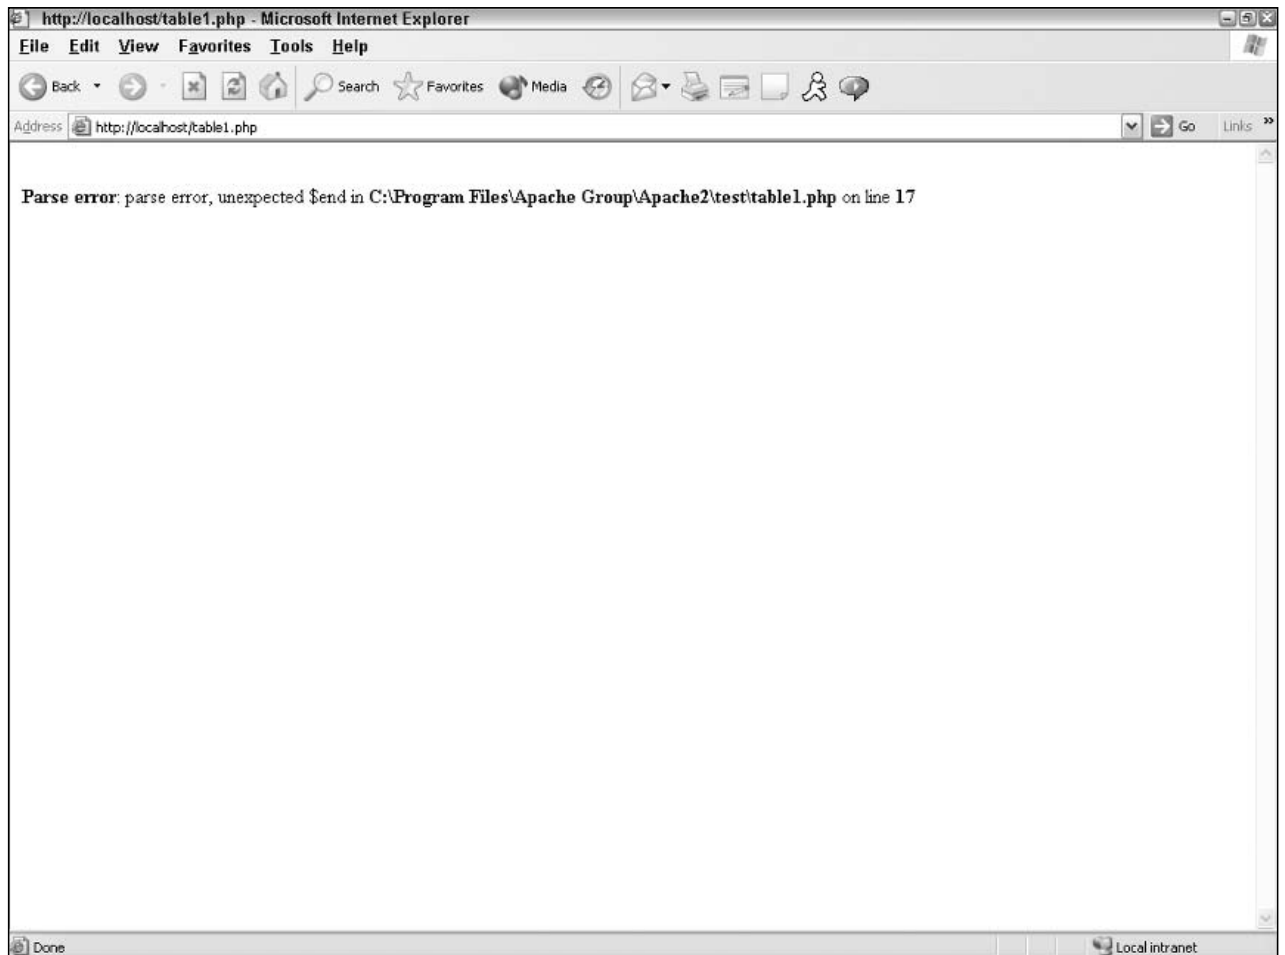 http://localhost/table1.php - Microsoft Internet Explorer
File Edit View Favorites Tools Help
Back Search Favorites Media
Address http://localhost/table1.php Go Links »
Parse error: parse error, unexpected $end in C:\Program Files\Apache Group\Apache2\test\table1.php on line 17
Done Local intranet